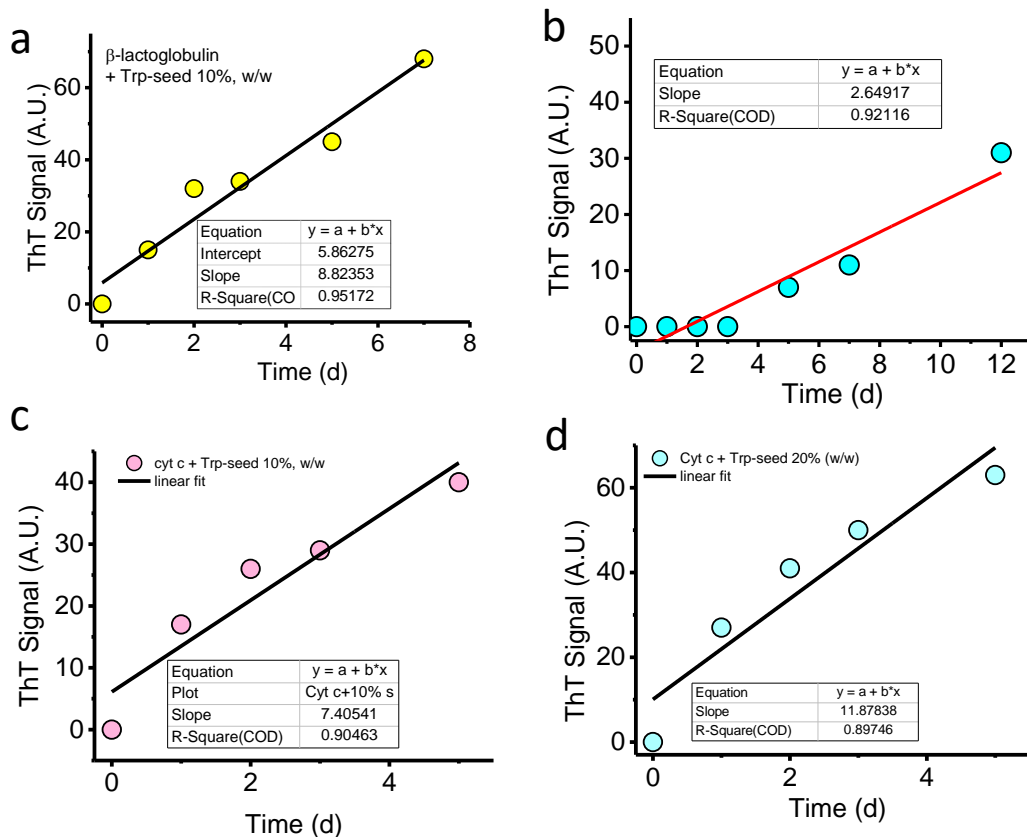 a
β-lactoglobulin
+ Trp-seed 10%, w/w
ThT Signal (A.U.)
60
40
20
0
Equation y = a + b*x
Intercept 5.86275
Slope 8.82353
R-Square(CO 0.95172
0 2 4 6 8
Time (d)
b
ThT Signal (A.U.)
50
40
30
20
10
0
Equation y = a + b*x
Slope 2.64917
R-Square(COD) 0.92116
0 2 4 6 8 10 12
Time (d)
c
cyt c + Trp-seed 10%, w/w
linear fit
ThT Signal (A.U.)
40
30
20
10
0
Equation y = a + b*x
Plot Cyt c+10% s
Slope 7.40541
R-Square(COD) 0.90463
0 2 4
Time (d)
d
Cyt c + Trp-seed 20% (w/w)
linear fit
ThT Signal (A.U.)
60
40
20
0
Equation y = a + b*x
Slope 11.87838
R-Square(COD) 0.89746
0 2 4
Time (d)